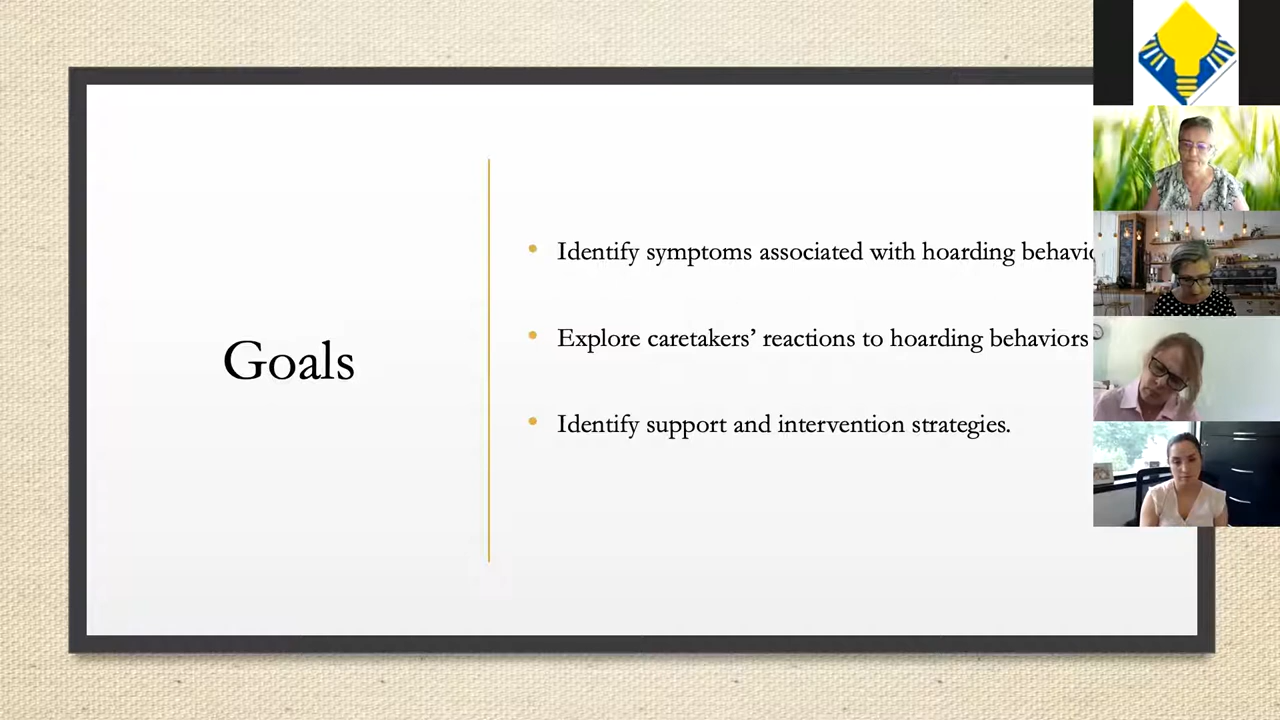 Goals
Identify symptoms associated with hoarding
Explore caretakers’ reactions to hoarding behaviors
Identify support and intervention strategies.